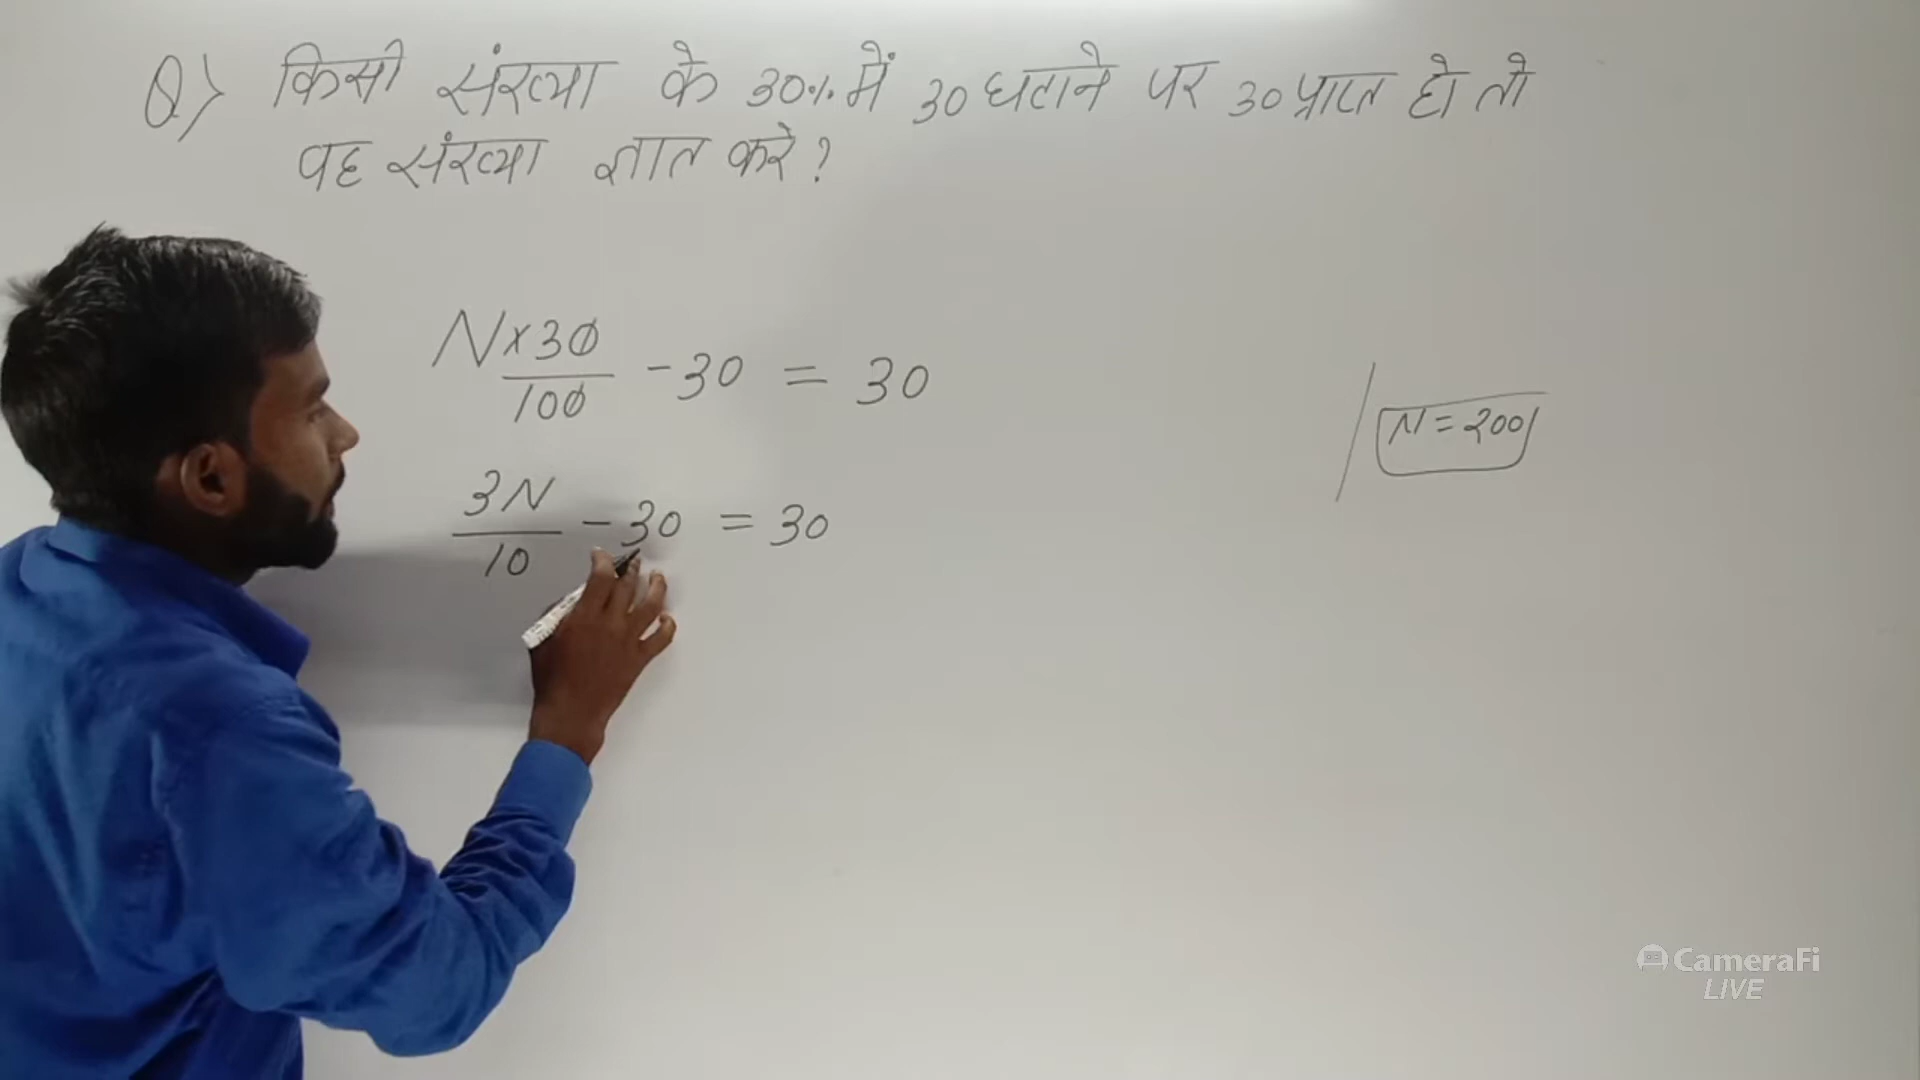 Q) किसी संख्या के 30% में 30 घटाने पर 30 प्राप्त हो तो
वह संख्या ज्ञात करे?
N×30/100 - 30 = 30
N = 200
3N/10 - 30 = 30
CameraFi
LIVE